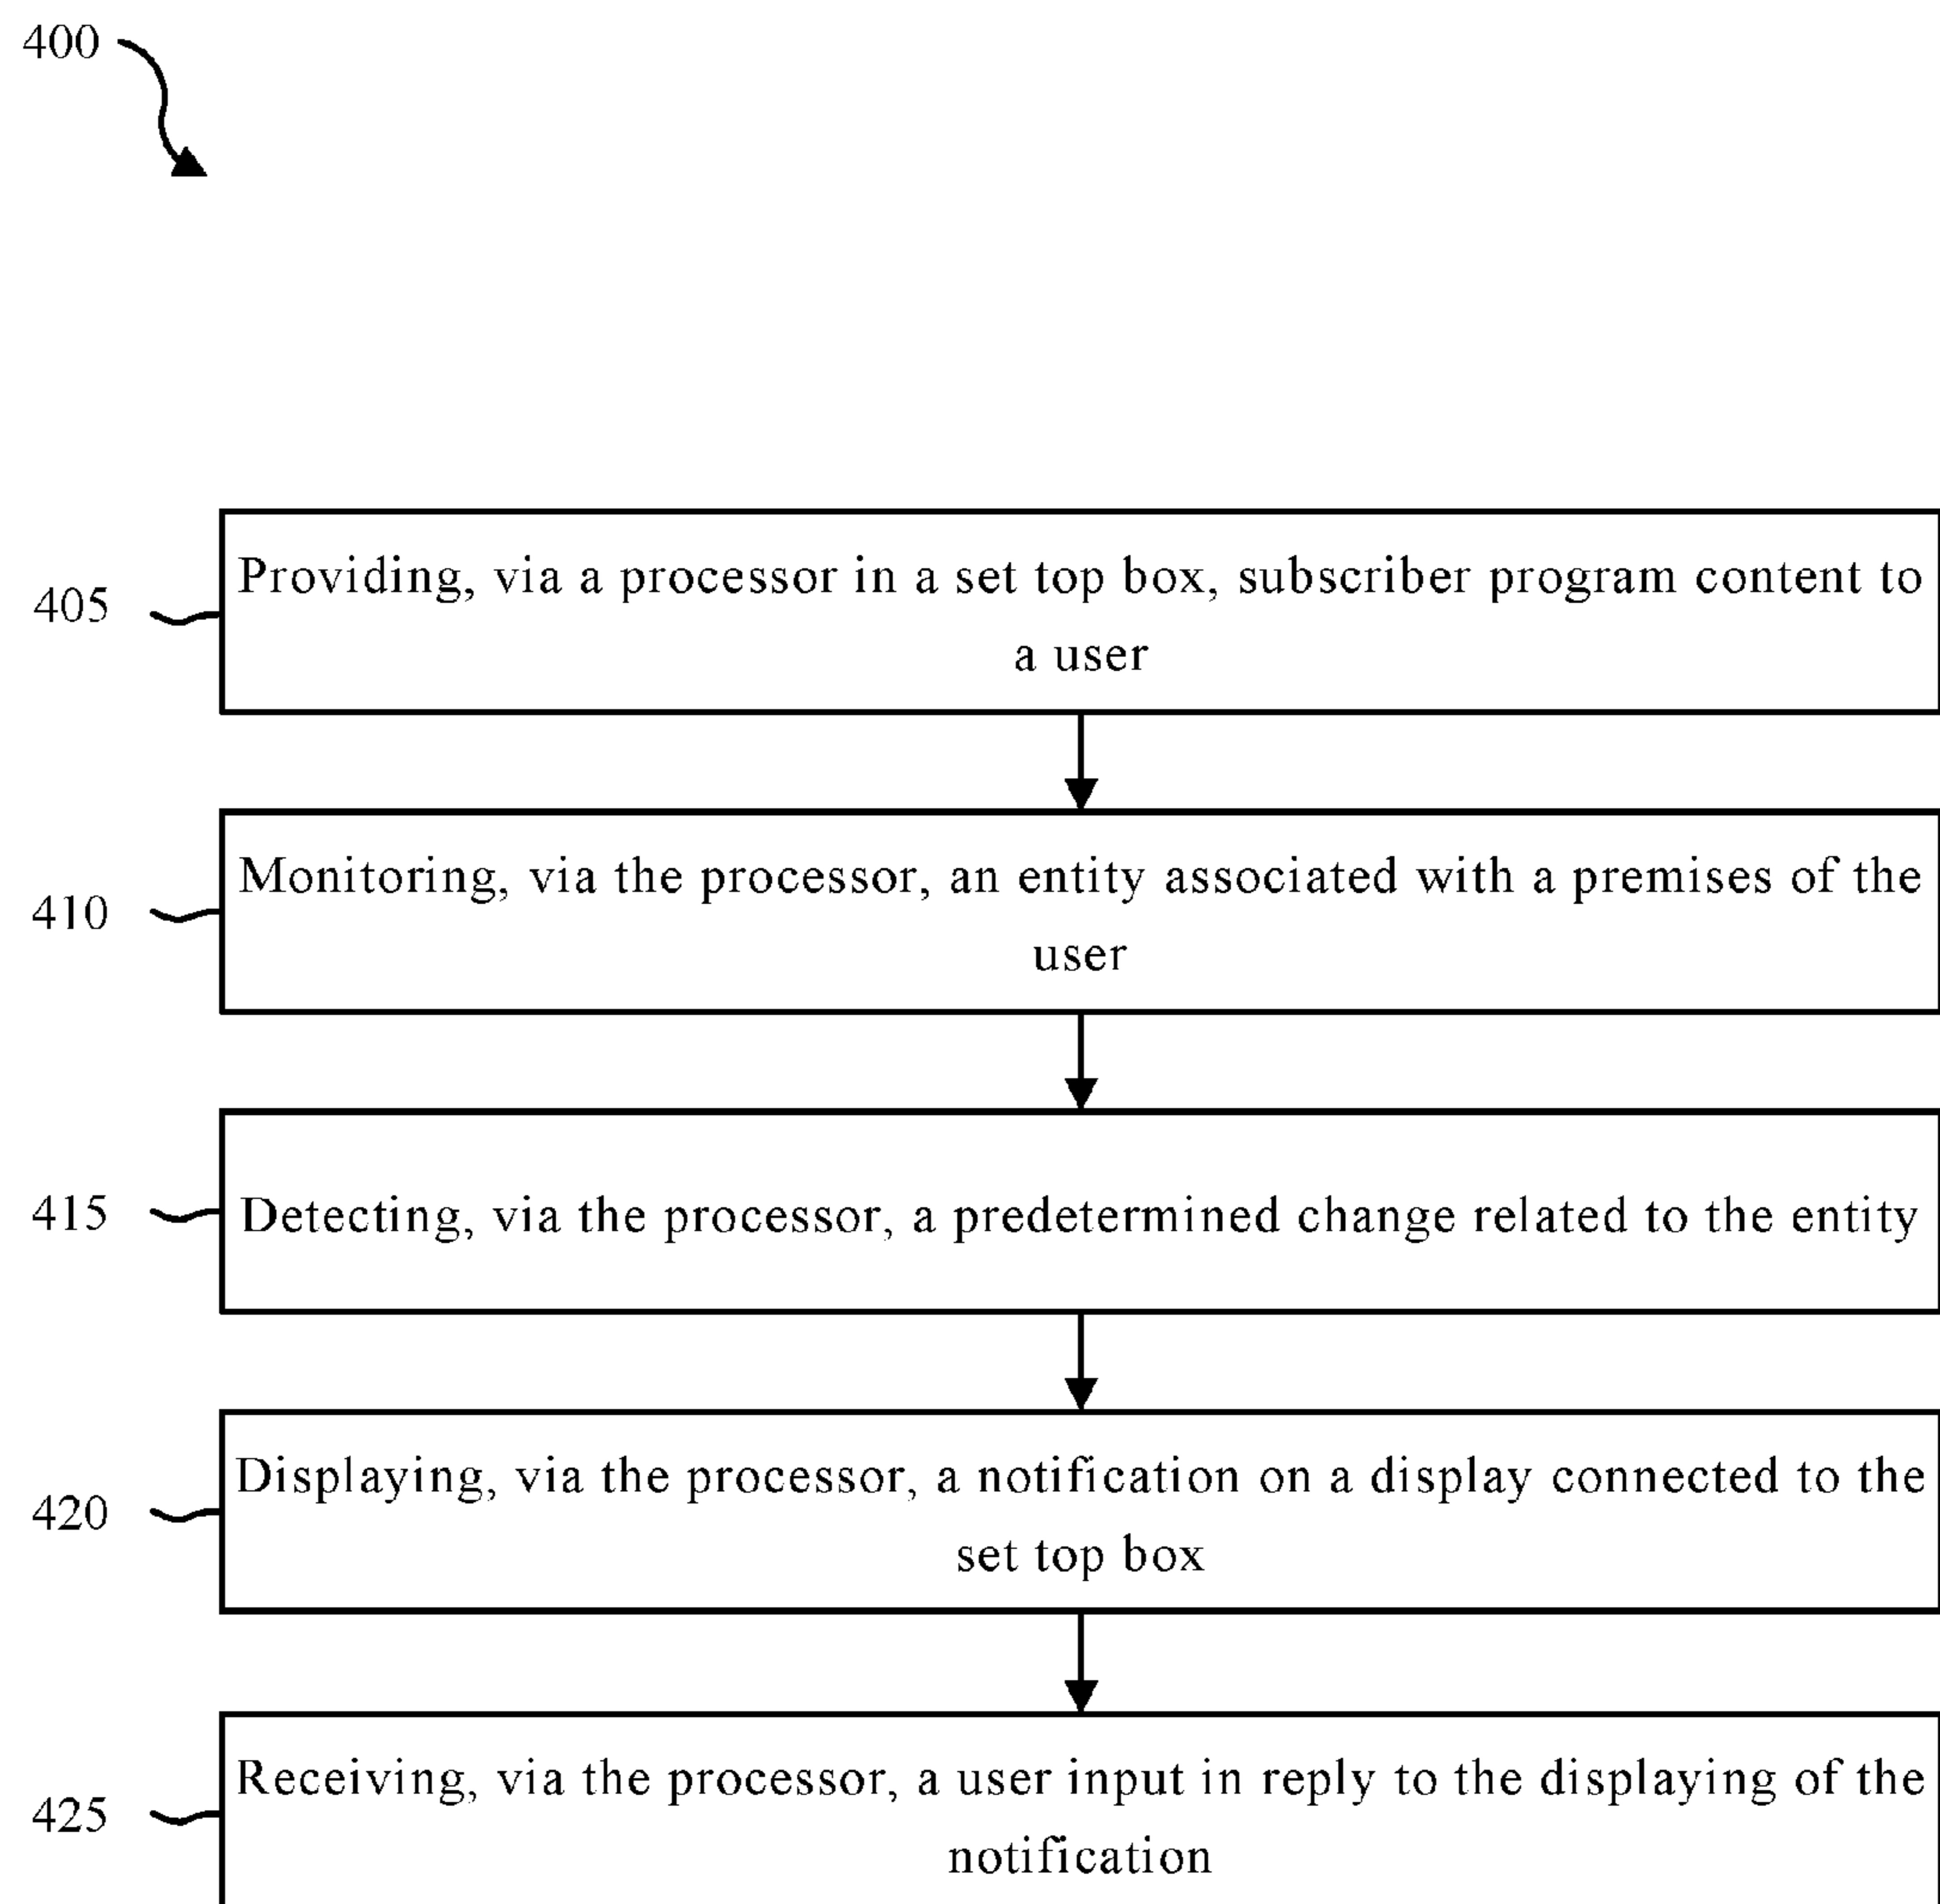 400
405
Providing, via a processor in a set top box, subscriber program content to
a user
410
Monitoring, via the processor, an entity associated with a premises of the
user
415
Detecting, via the processor, a predetermined change related to the entity
420
Displaying, via the processor, a notification on a display connected to the
set top box
425
Receiving, via the processor, a user input in reply to the displaying of the
notification